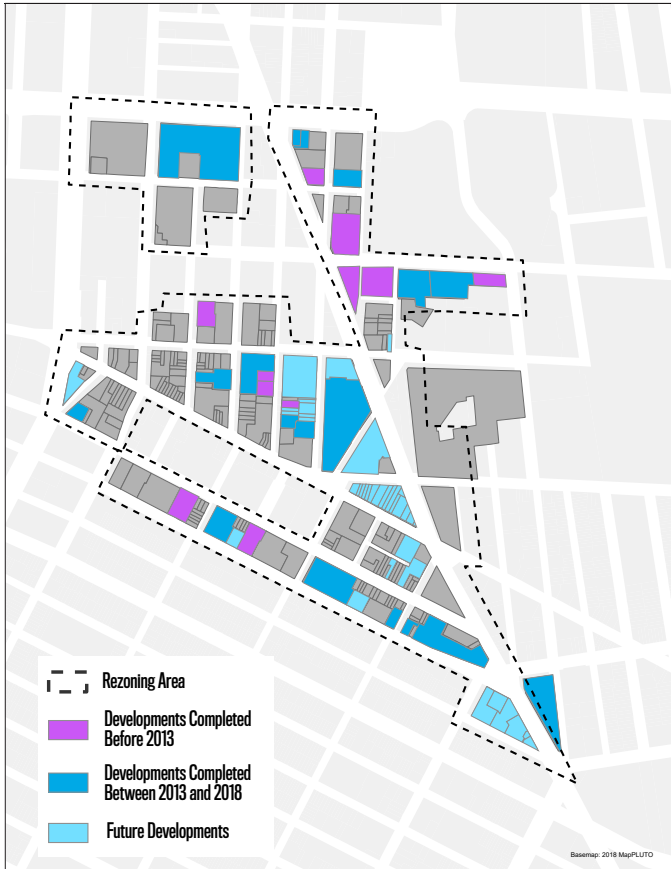 Rezoning Area
Developments Completed
Before 2013
Developments Completed
Between 2013 and 2018
Future Developments
Basemap: 2018 MapPLUTO